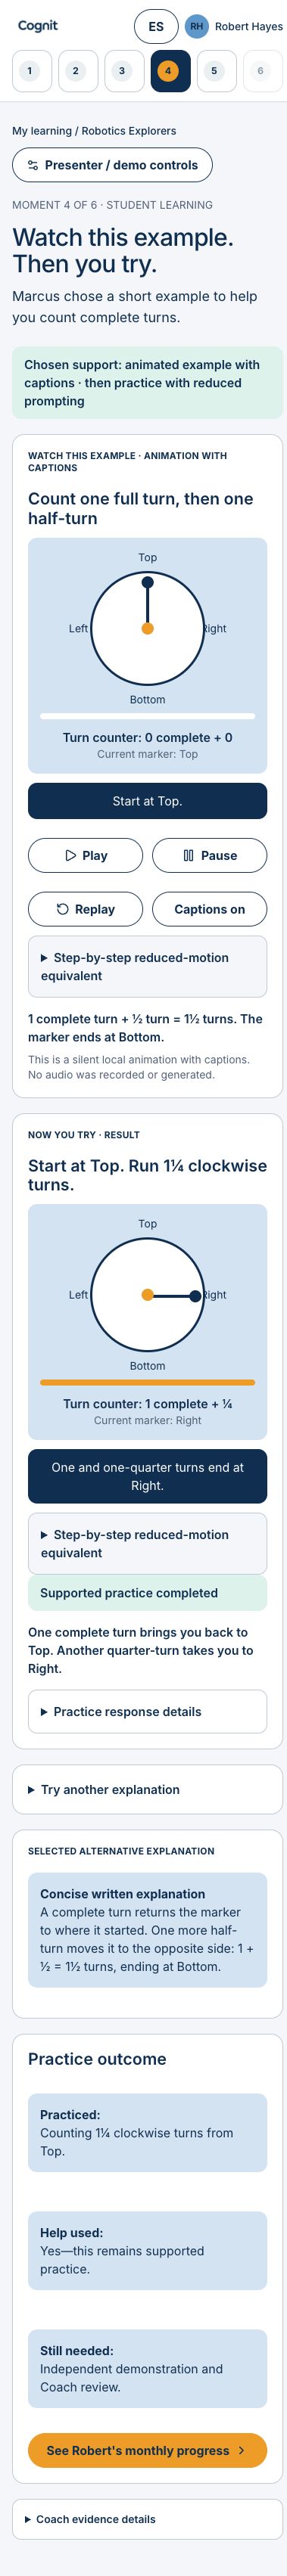 Cognit
ES
RH
Robert Hayes
1
2
3
4
5
6
My learning / Robotics Explorers
Presenter / demo controls
MOMENT 4 OF 6 · STUDENT LEARNING
Watch this example.
Then you try.
Marcus chose a short example to help
you count complete turns.
Chosen support: animated example with
captions · then practice with reduced
prompting
WATCH THIS EXAMPLE · ANIMATION WITH
CAPTIONS
Count one full turn, then one
half-turn
Top
Left
Right
Bottom
Turn counter: 0 complete + 0
Current marker: Top
Start at Top.
Play
Pause
Replay
Captions on
Step-by-step reduced-motion
equivalent
1 complete turn + ½ turn = 1½ turns. The
marker ends at Bottom.
This is a silent local animation with captions.
No audio was recorded or generated.
NOW YOU TRY · RESULT
Start at Top. Run 1¼ clockwise
turns.
Top
Left
Right
Bottom
Turn counter: 1 complete + ¼
Current marker: Right
One and one-quarter turns end at
Right.
Step-by-step reduced-motion
equivalent
Supported practice completed
One complete turn brings you back to
Top. Another quarter-turn takes you to
Right.
Practice response details
Try another explanation
SELECTED ALTERNATIVE EXPLANATION
Concise written explanation
A complete turn returns the marker
to where it started. One more half-
turn moves it to the opposite side: 1 +
½ = 1½ turns, ending at Bottom.
Practice outcome
Practiced:
Counting 1¼ clockwise turns from
Top.
Help used:
Yes—this remains supported
practice.
Still needed:
Independent demonstration and
Coach review.
See Robert's monthly progress
Coach evidence details